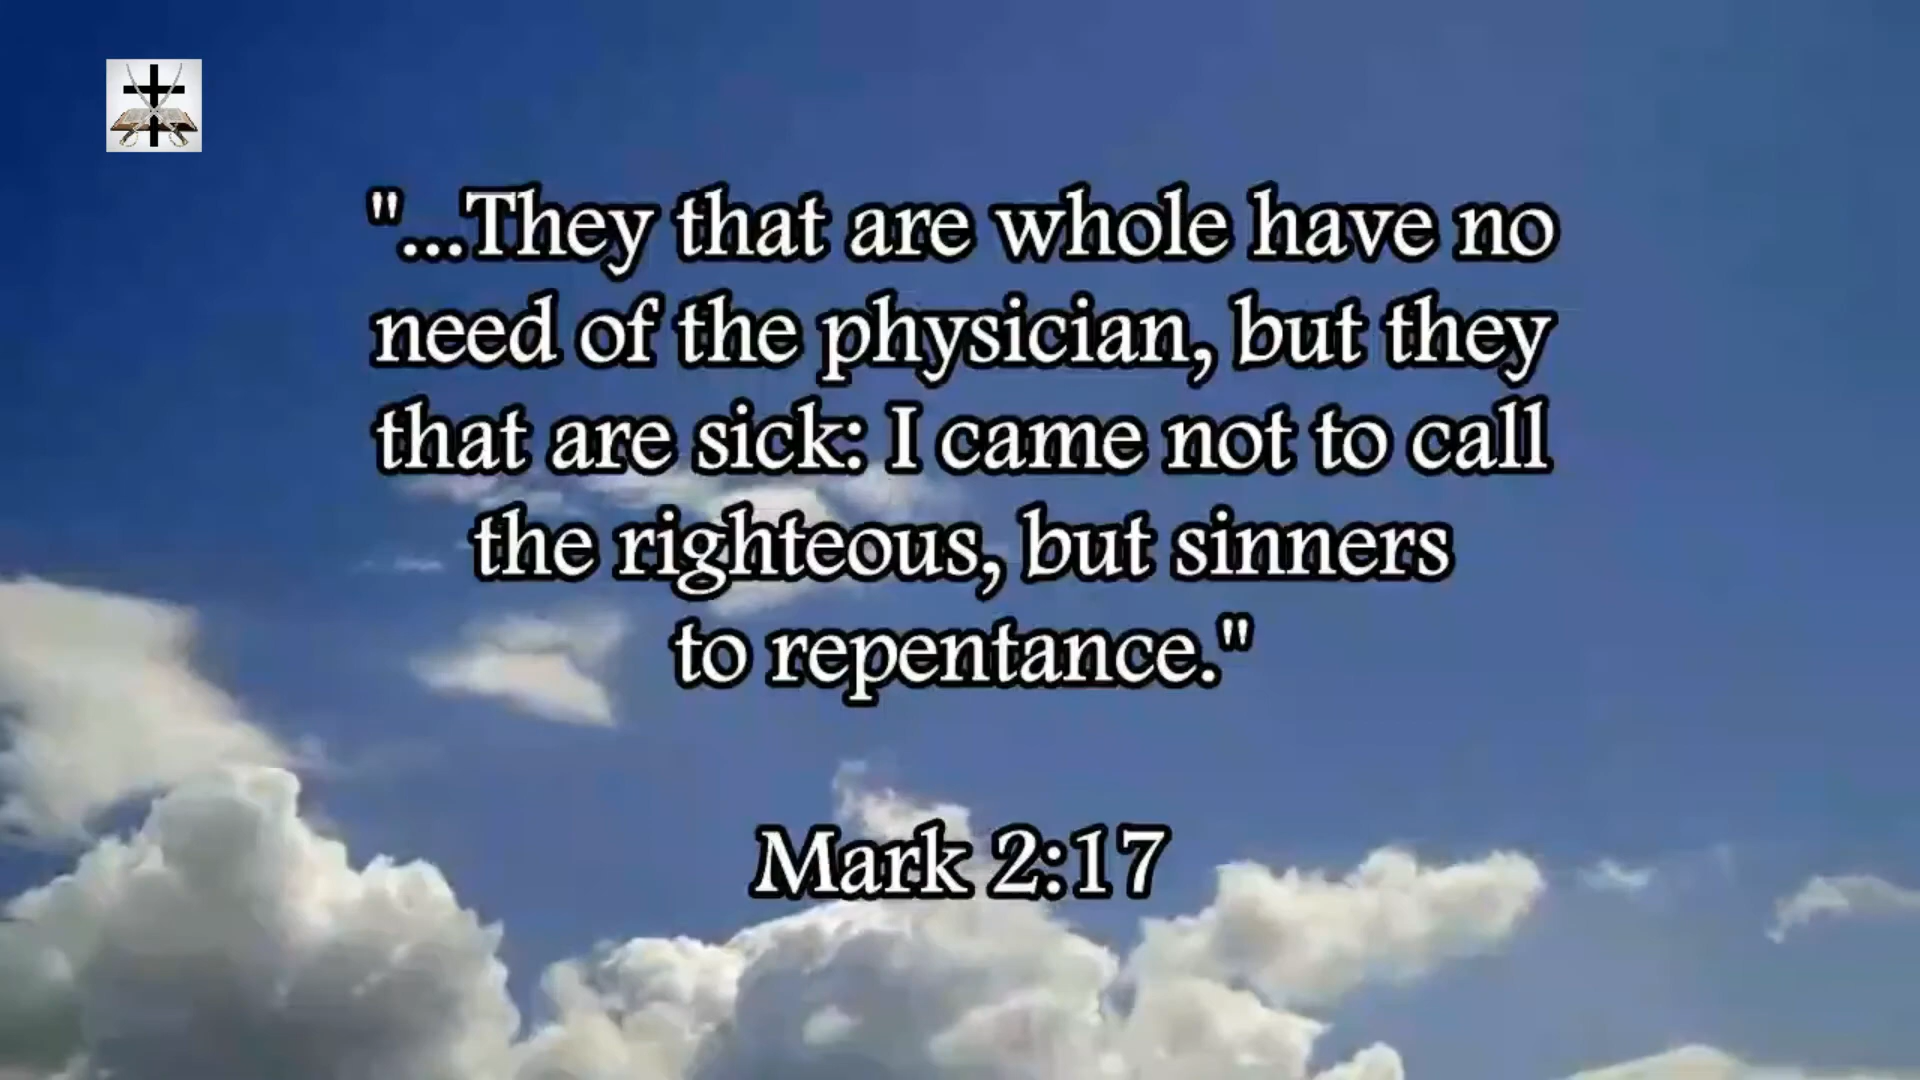 "...They that are whole have no
need of the physician, but they
that are sick: I came not to call
the righteous, but sinners
to repentance."
Mark 2:17